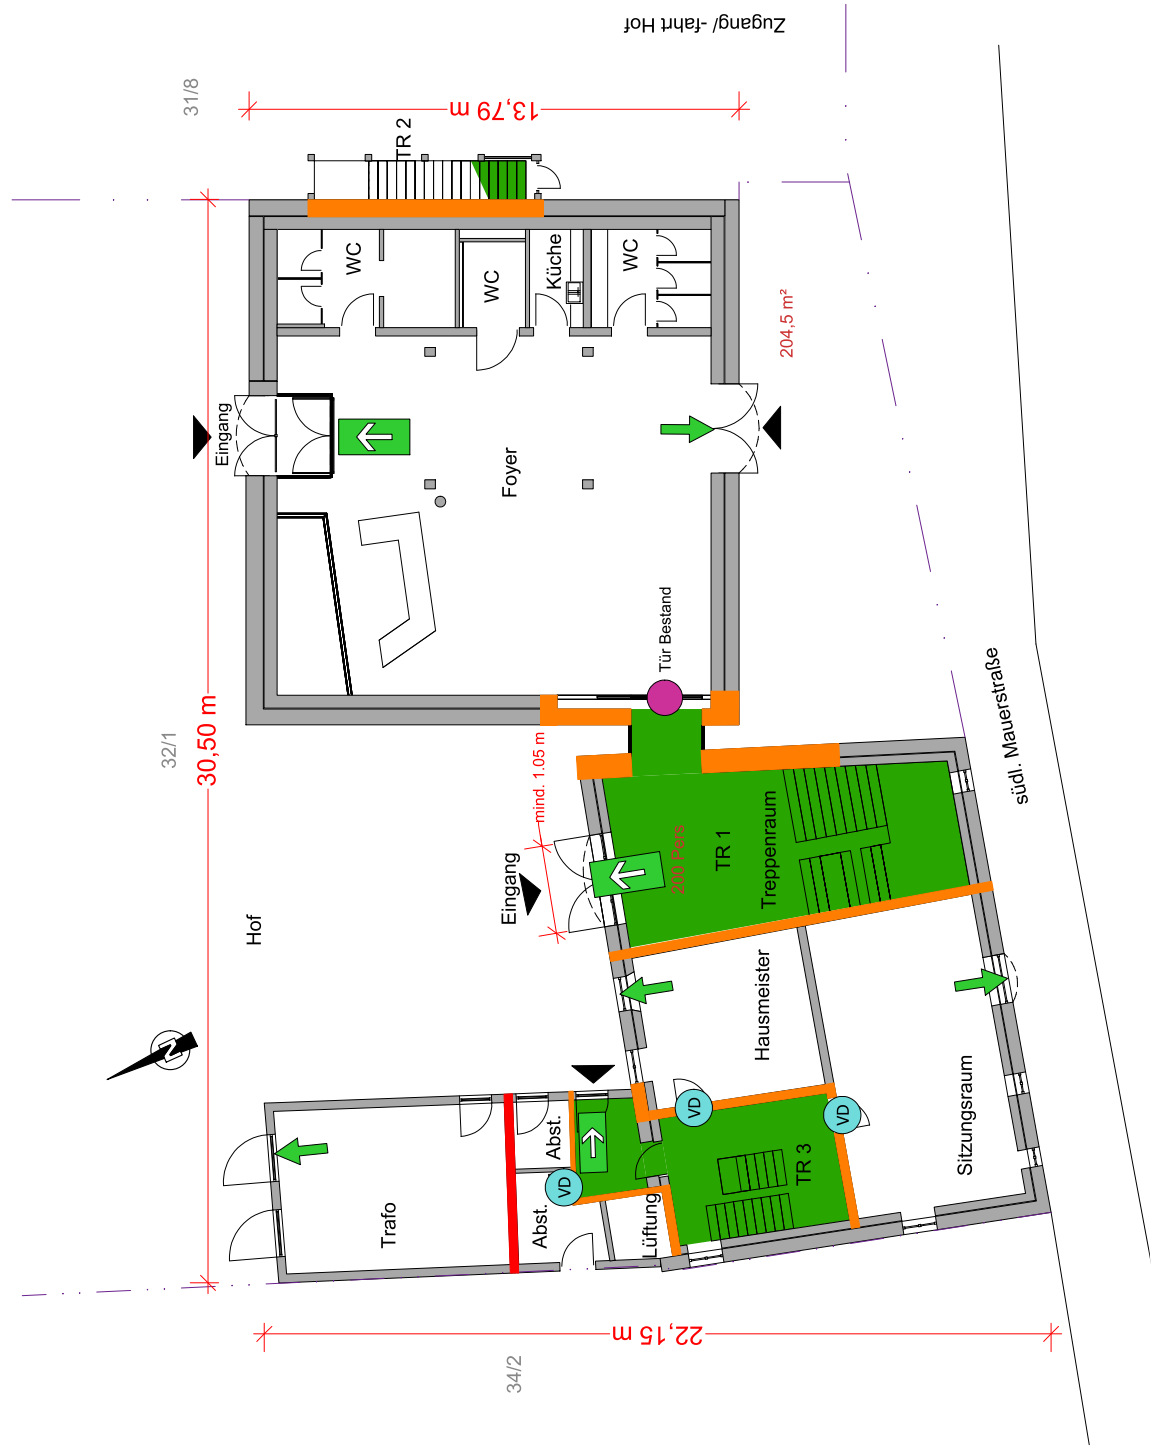 Zugang/ -fahrt Hof
31/8
13,79 m
TR 2
WC
WC
Küche
WC
204,5 m²
Eingang
Foyer
Tür Bestand
32/1
30,50 m
südl. Mauerstraße
mind. 1.05 m
Eingang
200 Pers
TR 1
Treppenraum
Hof
N
Hausmeister
Sitzungsraum
VD
VD
TR 3
Abst.
VD
Abst.
Lüftung
Trafo
22,15 m
34/2